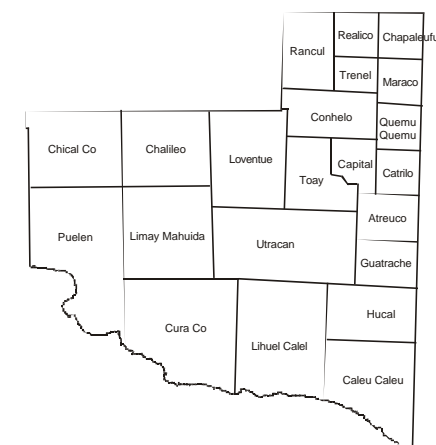 Realico
Chapaleufu
Rancul
Trenel
Maraco
Conhelo
Quemu
Quemu
Chical Co
Chalileo
Loventue
Capital
Toay
Catrilo
Atreuco
Puelen
Limay Mahuida
Utracan
Guatrache
Hucal
Cura Co
Lihuel Calel
Caleu Caleu